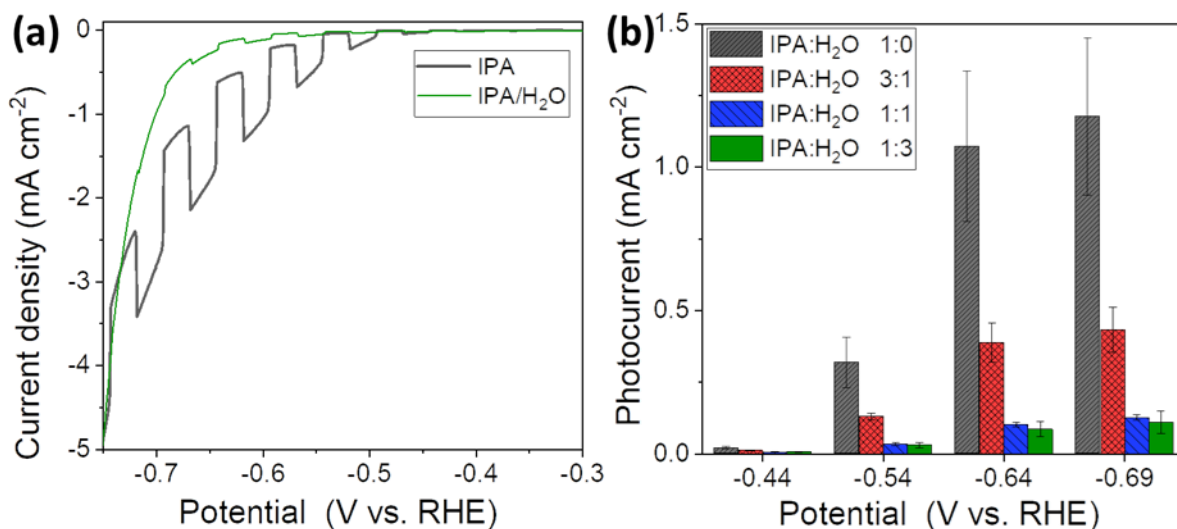 (a)
IPA
IPA/H₂O
Current density (mA cm⁻²)
0
-1
-2
-3
-4
-5
-0.7 -0.6 -0.5 -0.4 -0.3
Potential (V vs. RHE)
(b)
IPA:H₂O 1:0
IPA:H₂O 3:1
IPA:H₂O 1:1
IPA:H₂O 1:3
Photocurrent (mA cm⁻²)
1.5
1.0
0.5
0.0
-0.44 -0.54 -0.64 -0.69
Potential (V vs. RHE)